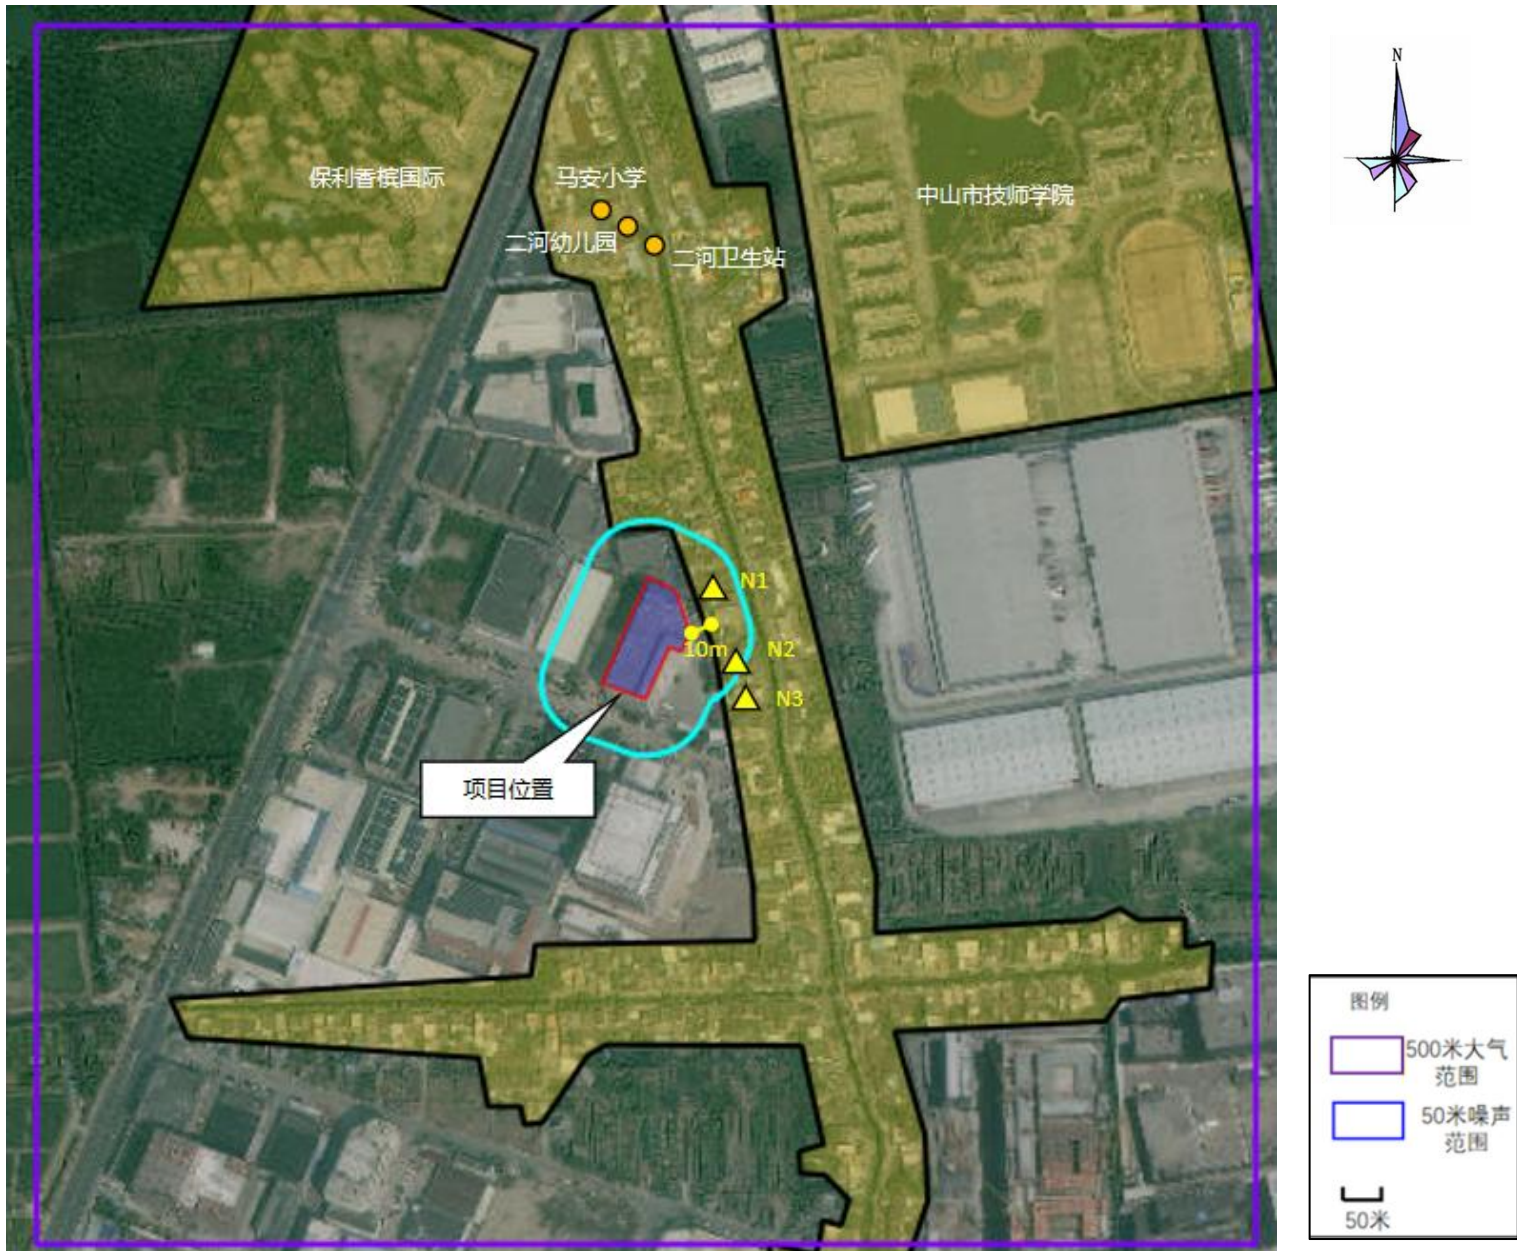 N
保利香槟国际
马安小学
中山市技师学院
二河幼儿园
二河卫生站
N1
10m
N2
N3
项目位置
图例
500米大气
范围
50米噪声
范围
50米